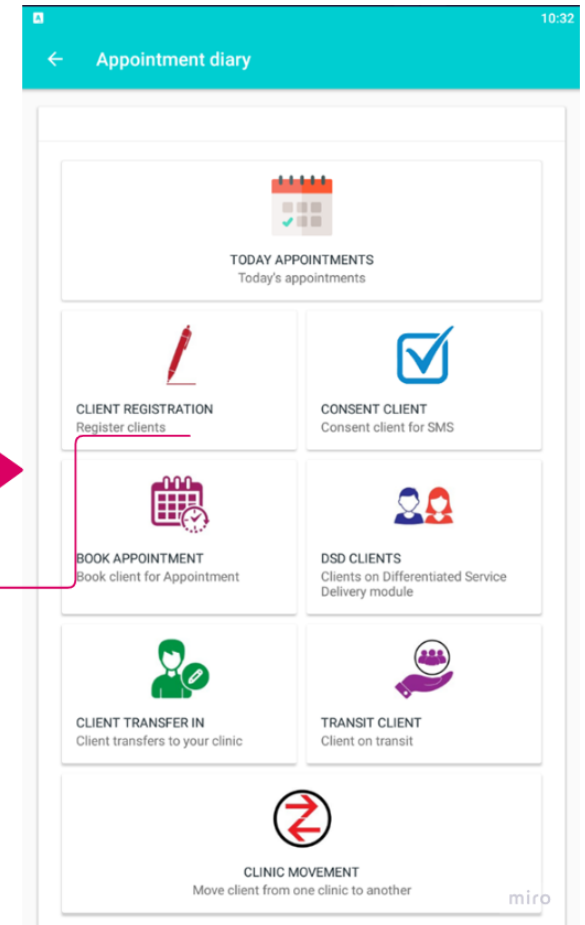 10:32
Appointment diary
TODAY APPOINTMENTS
Today's appointments
CLIENT REGISTRATION
Register clients
CONSENT CLIENT
Consent client for SMS
BOOK APPOINTMENT
Book client for Appointment
DSD CLIENTS
Clients on Differentiated Service
Delivery module
CLIENT TRANSFER IN
Client transfers to your clinic
TRANSIT CLIENT
Client on transit
CLINIC MOVEMENT
Move client from one clinic to another
miro